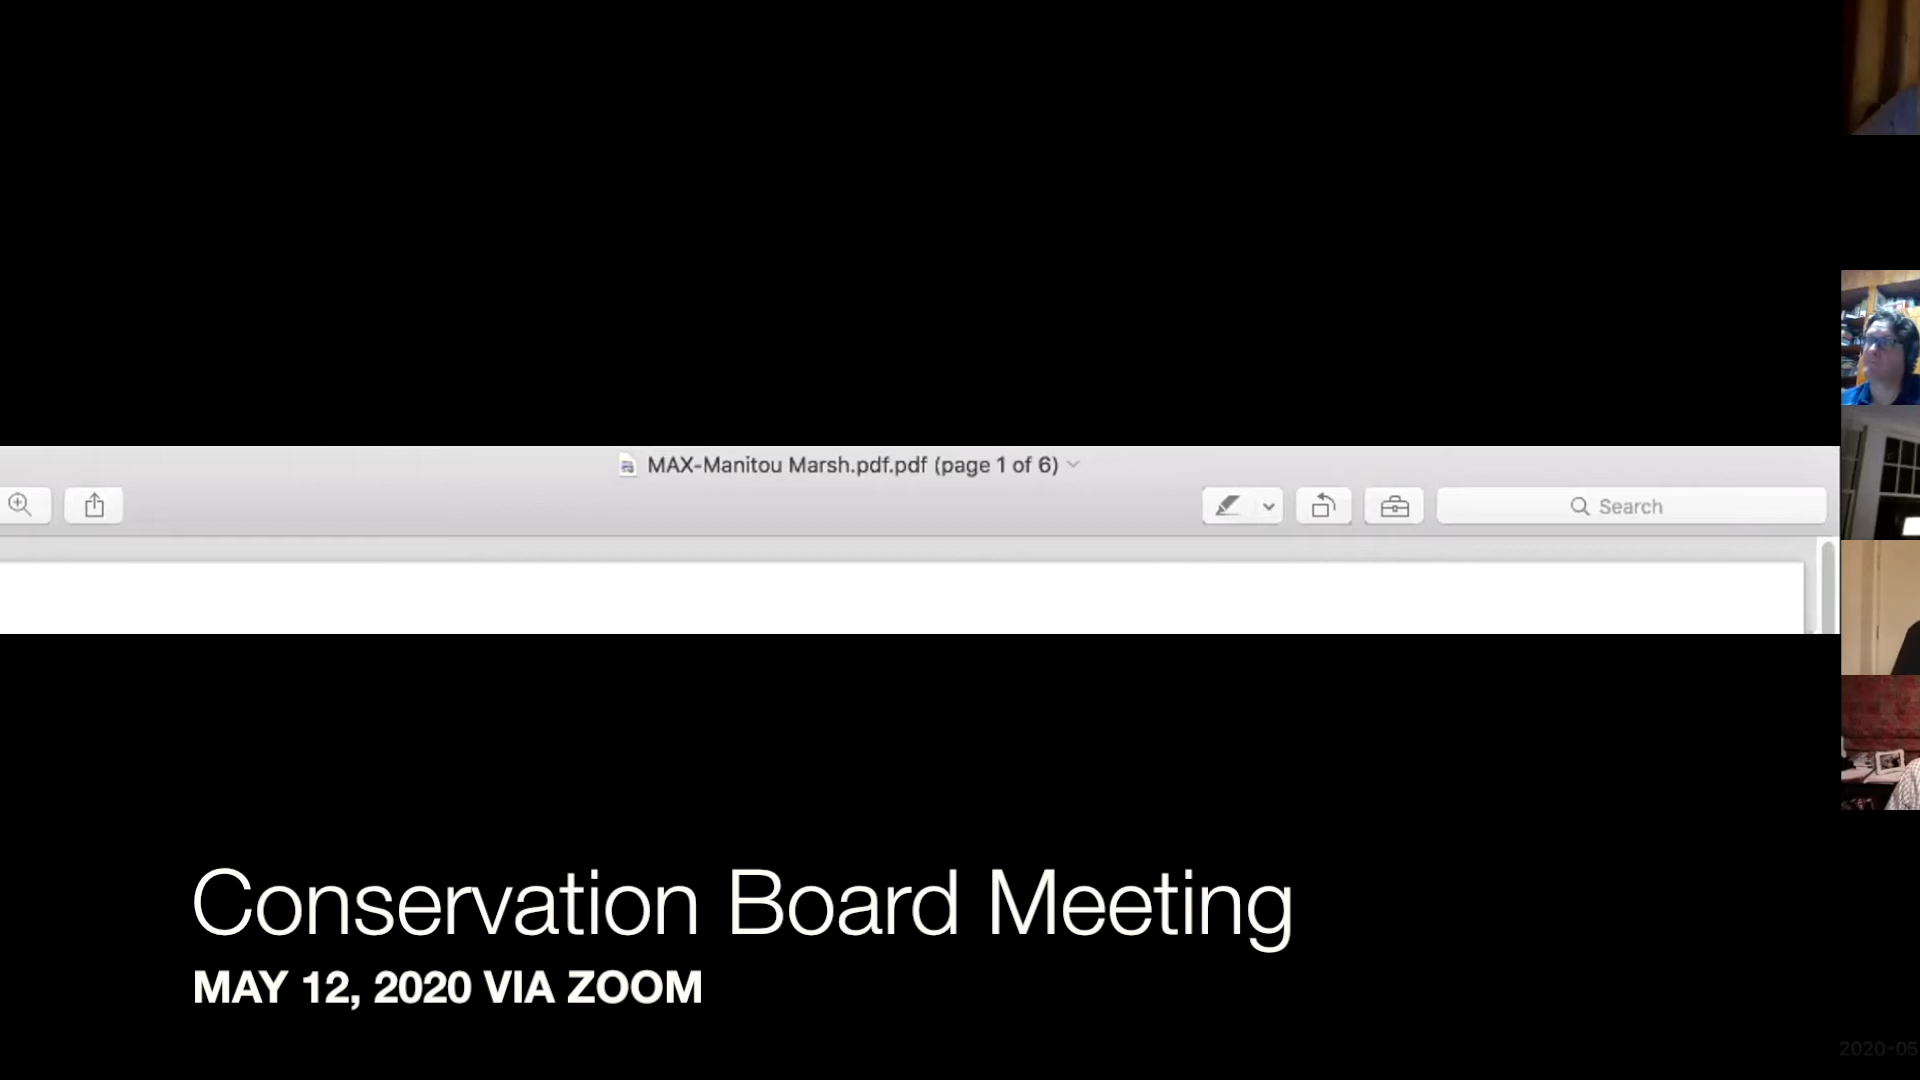 MAX-Manitou Marsh.pdf.pdf (page 1 of 6)
Search
Conservation Board Meeting
MAY 12, 2020 VIA ZOOM
2020-05